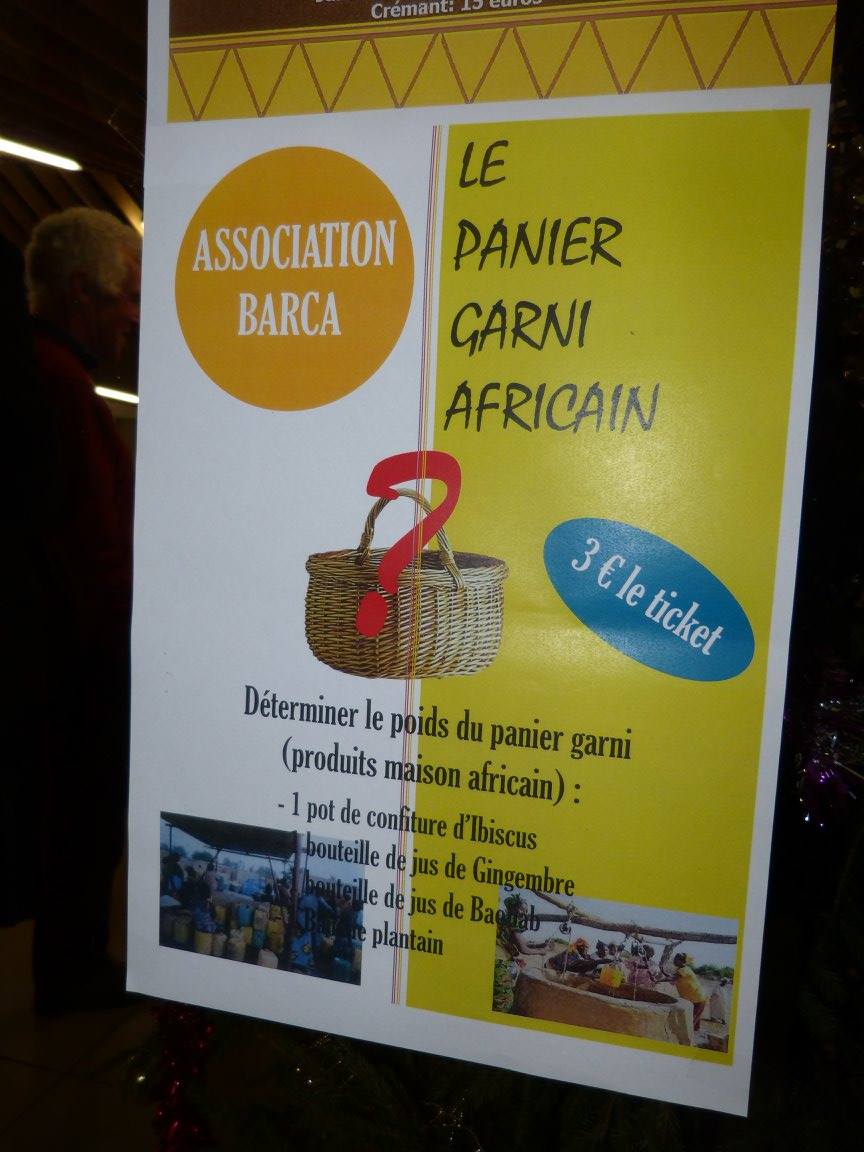 Crémant: 15 euros
ASSOCIATION
BARCA
LE
PANIER
GARNI
AFRICAIN
?
3 € le ticket
Déterminer le poids du panier garni
(produits maison africain) :
- 1 pot de confiture d'Ibiscus
bouteille de jus de Gingembre
bouteille de jus de Baobab
plantain